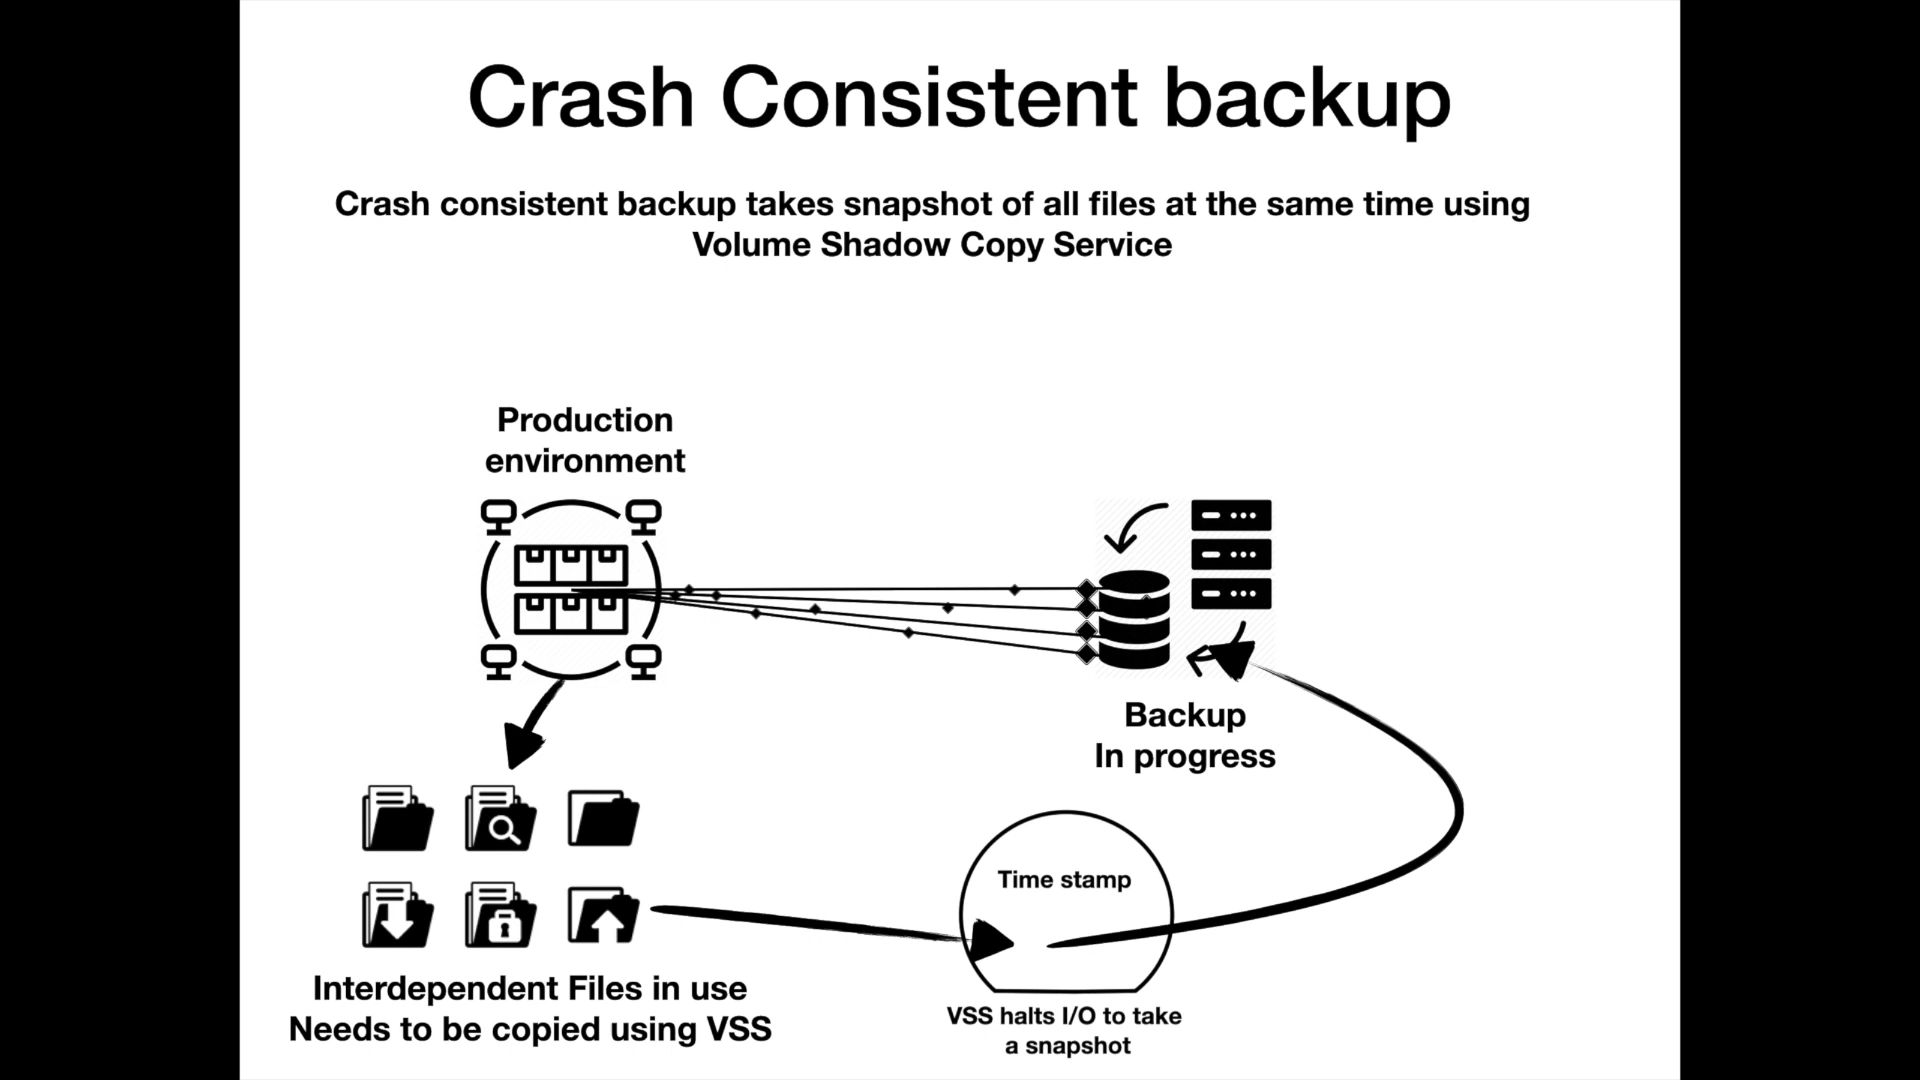 Crash Consistent backup
Crash consistent backup takes snapshot of all files at the same time using
Volume Shadow Copy Service
Production
environment
Backup
In progress
Time stamp
Interdependent Files in use
Needs to be copied using VSS
VSS halts I/O to take
a snapshot